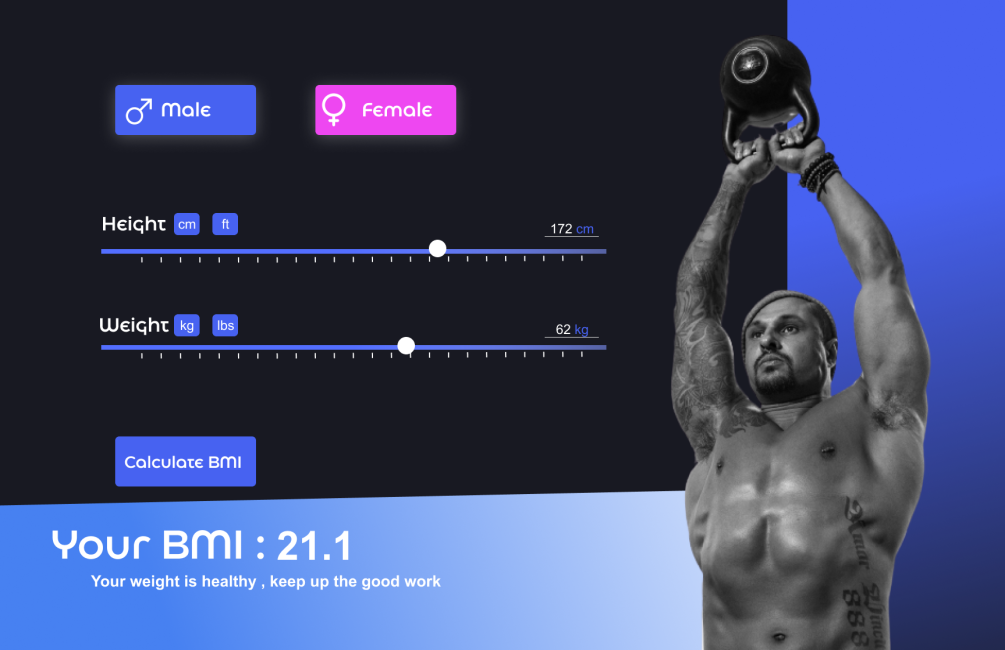 Male Female
Height cm ft 172 cm
Weight kg lbs 62 kg
Calculate BMI
Your BMI : 21.1
Your weight is healthy , keep up the good work
888